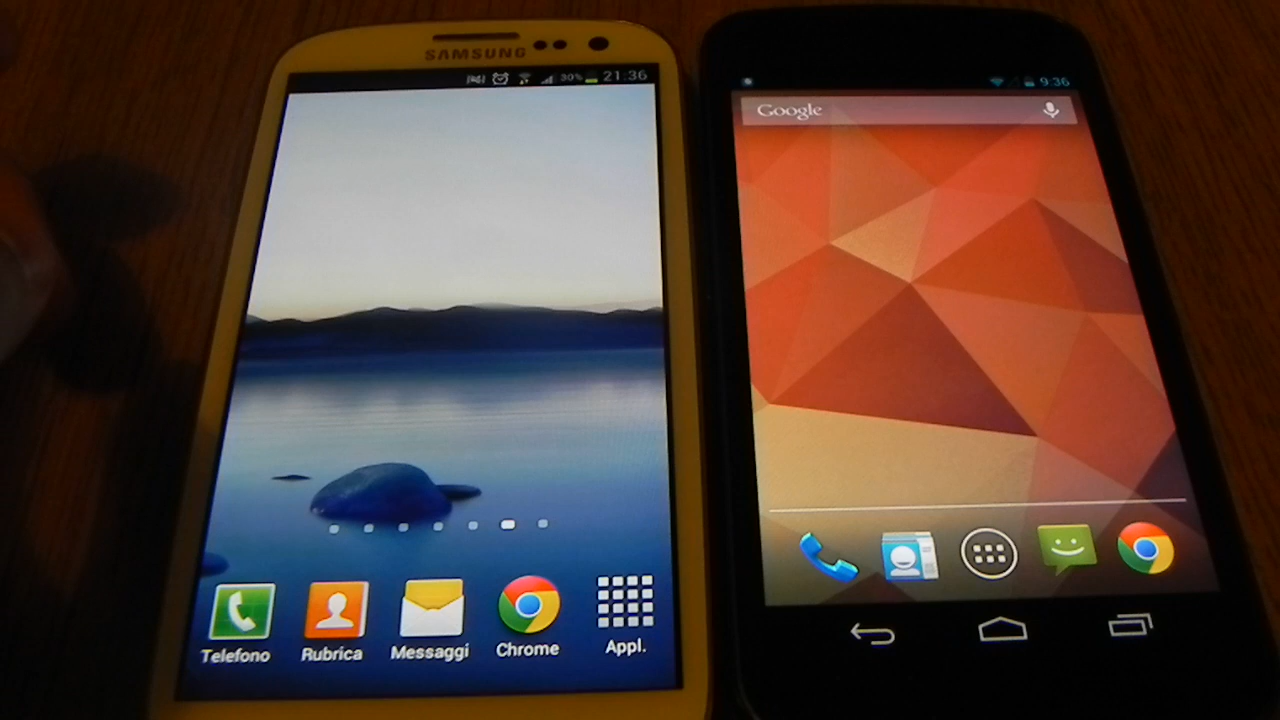 SAMSUNG
30% 21:36
Telefono
Rubrica
Messaggi
Chrome
Appl.
9:36
Google